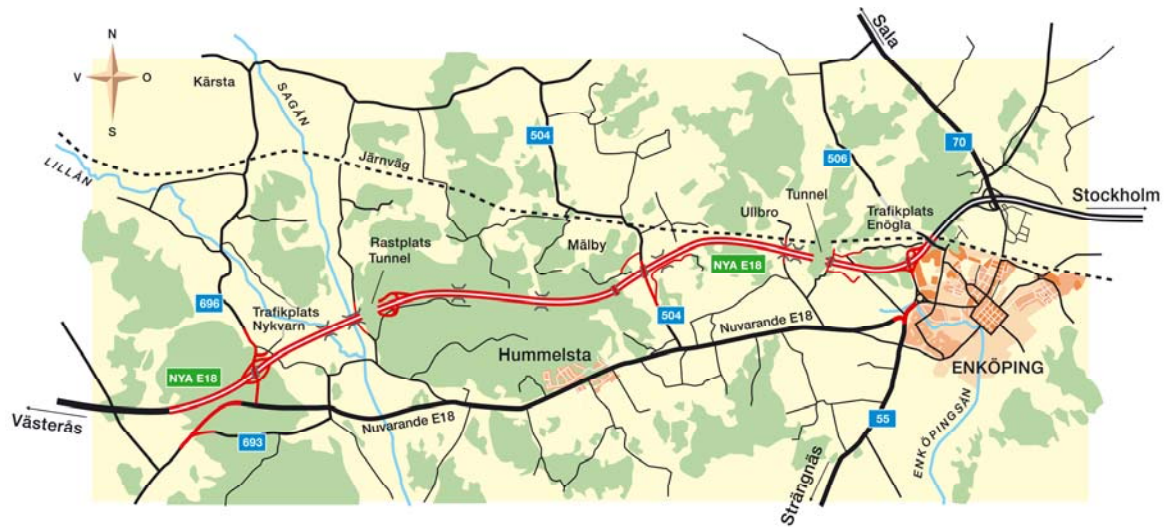 N
V
O
S
Kärsta
SAGÅN
LILLÅN
Järnväg
504
Sala
70
506
Stockholm
Tunnel
Ullbro
Trafikplats
Enögla
Rastplats
Tunnel
Mälby
NYA E18
696
Trafikplats
Nykvarn
504
Nuvarande E18
Hummelsta
ENKÖPING
NYA E18
Västerås
Nuvarande E18
693
55
ENKÖPINGSÅN
Strängnäs